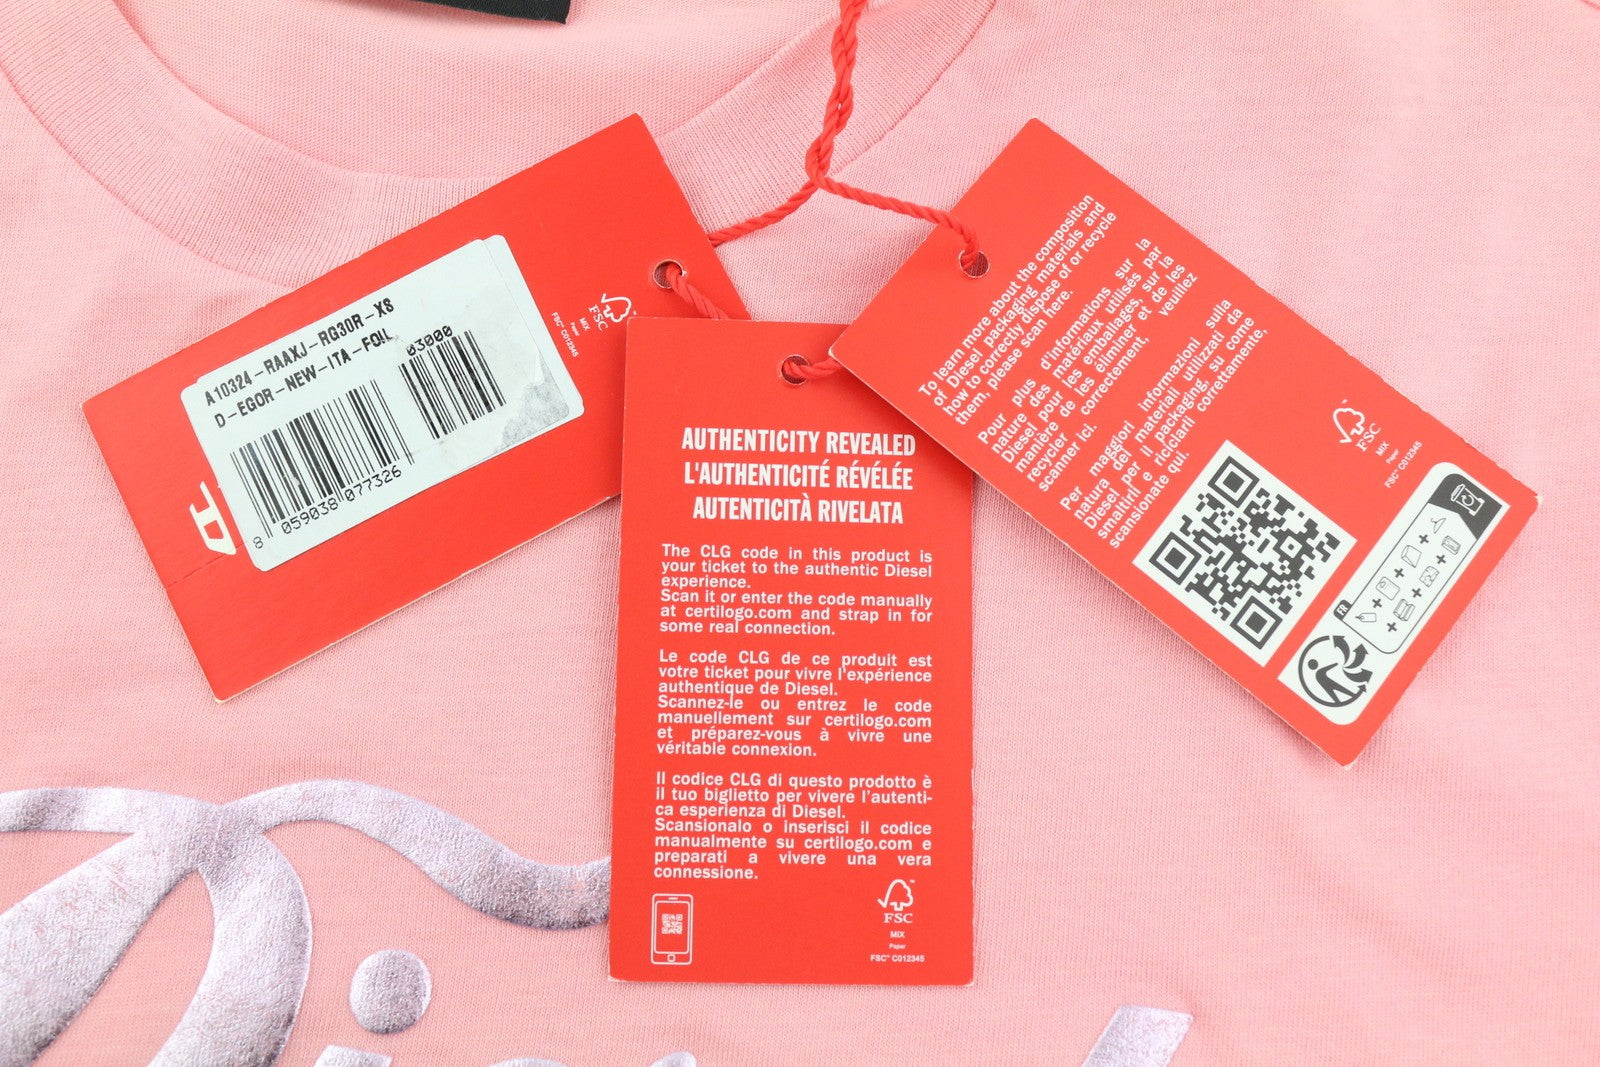 A10324-RAAXJ-RG30R-XS
D-EGOR-NEW-ITA-FOIL
03000
8 059038 077326
FSC™
MIX
Paper
FSC™ C012345
AUTHENTICITY REVEALED
L'AUTHENTICITÉ RÉVÉLÉE
AUTENTICITÀ RIVELATA
The CLG code in this product is
your ticket to the authentic Diesel
experience.
Scan it or enter the code manually
at certilogo.com and strap in for
some real connection.
Le code CLG de ce produit est
votre ticket pour vivre l'expérience
authentique de Diesel.
Scannez-le ou entrez le code
manuellement sur certilogo.com
et préparez-vous à vivre une
véritable connexion.
Il codice CLG di questo prodotto è
il tuo biglietto per vivere l'autenti-
ca esperienza di Diesel.
Scansionalo o inserisci il codice
manualmente su certilogo.com e
preparati a vivere una vera
connessione.
FSC™
MIX
Paper
FSC™ C012345
To learn more about the composition
of Diesel packaging materials and
how to correctly dispose of or recycle
them, please scan here.
Pour plus d'informations sur la
nature des matériaux utilisés par
Diesel pour les emballages, sur la
manière de les éliminer et de les
recycler correctement, veuillez
scanner ici.
Per maggiori informazioni sulla
natura dei materiali utilizzati da
Diesel per il packaging, su come
smaltirli e riciclarli correttamente,
scansionate qui.
FSC™
MIX
Paper
FSC™ C012345
FR